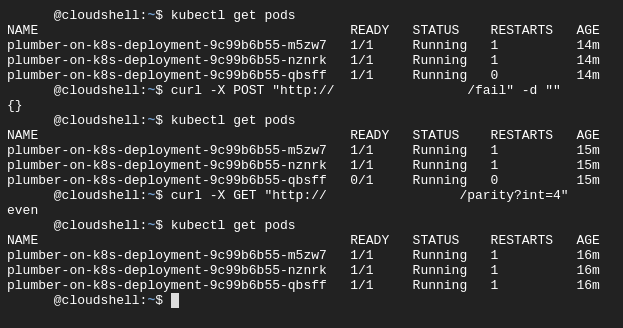 @cloudshell:~$ kubectl get pods
NAME READY STATUS RESTARTS AGE
plumber-on-k8s-deployment-9c99b6b55-m5zw7 1/1 Running 1 14m
plumber-on-k8s-deployment-9c99b6b55-nznrk 1/1 Running 1 14m
plumber-on-k8s-deployment-9c99b6b55-qbsff 1/1 Running 0 14m
@cloudshell:~$ curl -X POST "http:// /fail" -d ""
{}
@cloudshell:~$ kubectl get pods
NAME READY STATUS RESTARTS AGE
plumber-on-k8s-deployment-9c99b6b55-m5zw7 1/1 Running 1 15m
plumber-on-k8s-deployment-9c99b6b55-nznrk 1/1 Running 1 15m
plumber-on-k8s-deployment-9c99b6b55-qbsff 0/1 Running 0 15m
@cloudshell:~$ curl -X GET "http:// /parity?int=4"
even
@cloudshell:~$ kubectl get pods
NAME READY STATUS RESTARTS AGE
plumber-on-k8s-deployment-9c99b6b55-m5zw7 1/1 Running 1 16m
plumber-on-k8s-deployment-9c99b6b55-nznrk 1/1 Running 1 16m
plumber-on-k8s-deployment-9c99b6b55-qbsff 1/1 Running 1 16m
@cloudshell:~$